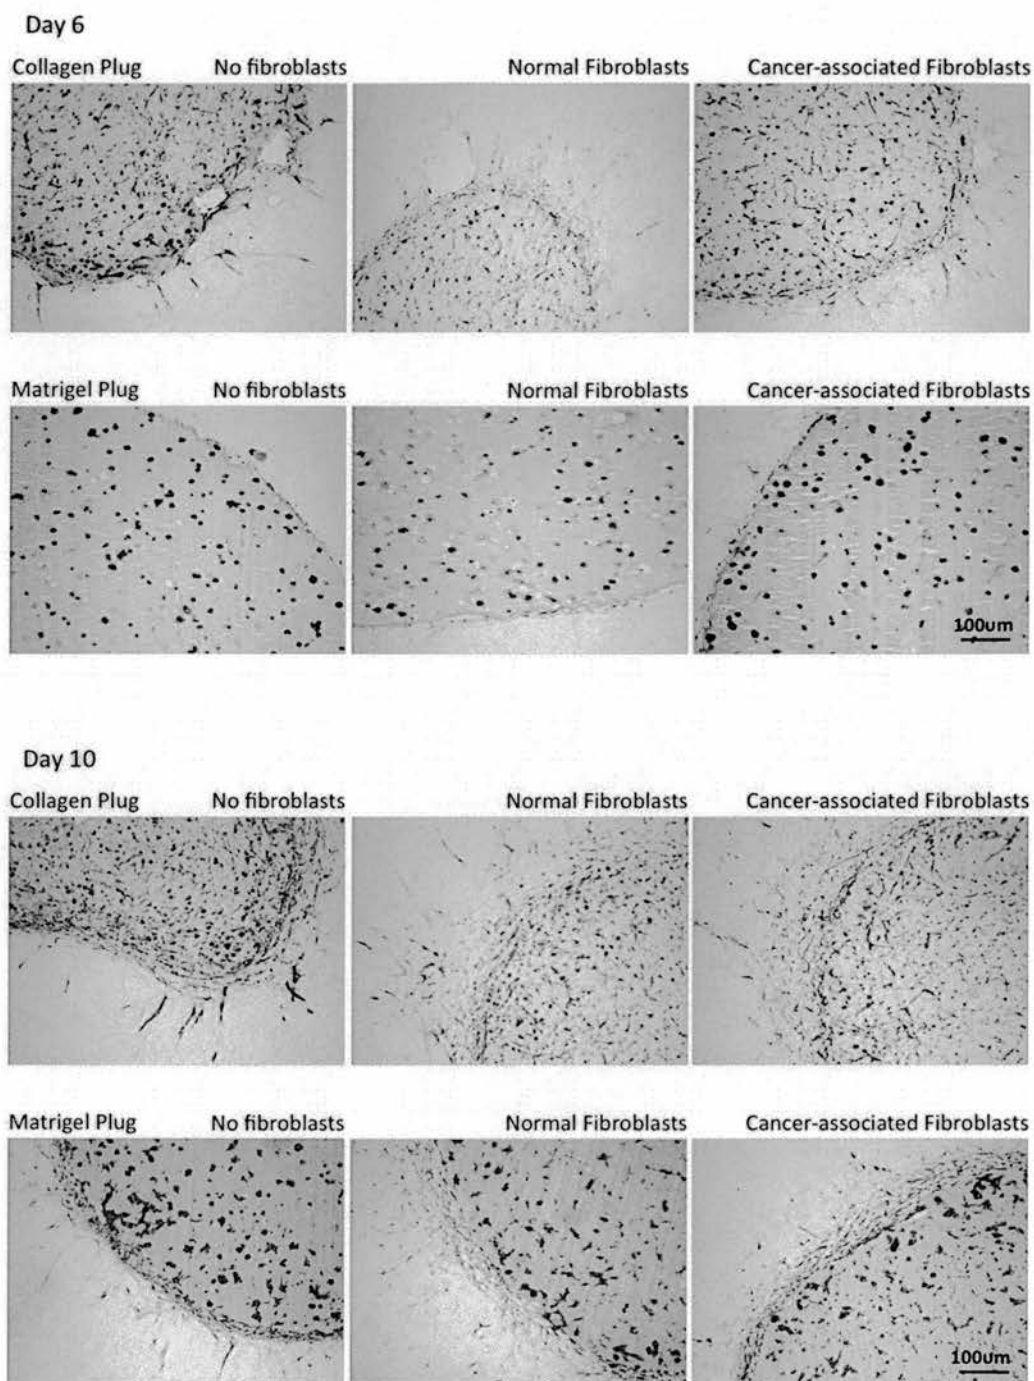 Day 6
Collagen Plug No fibroblasts Normal Fibroblasts Cancer-associated Fibroblasts
Matrigel Plug No fibroblasts Normal Fibroblasts Cancer-associated Fibroblasts
100um
Day 10
Collagen Plug No fibroblasts Normal Fibroblasts Cancer-associated Fibroblasts
Matrigel Plug No fibroblasts Normal Fibroblasts Cancer-associated Fibroblasts
100um